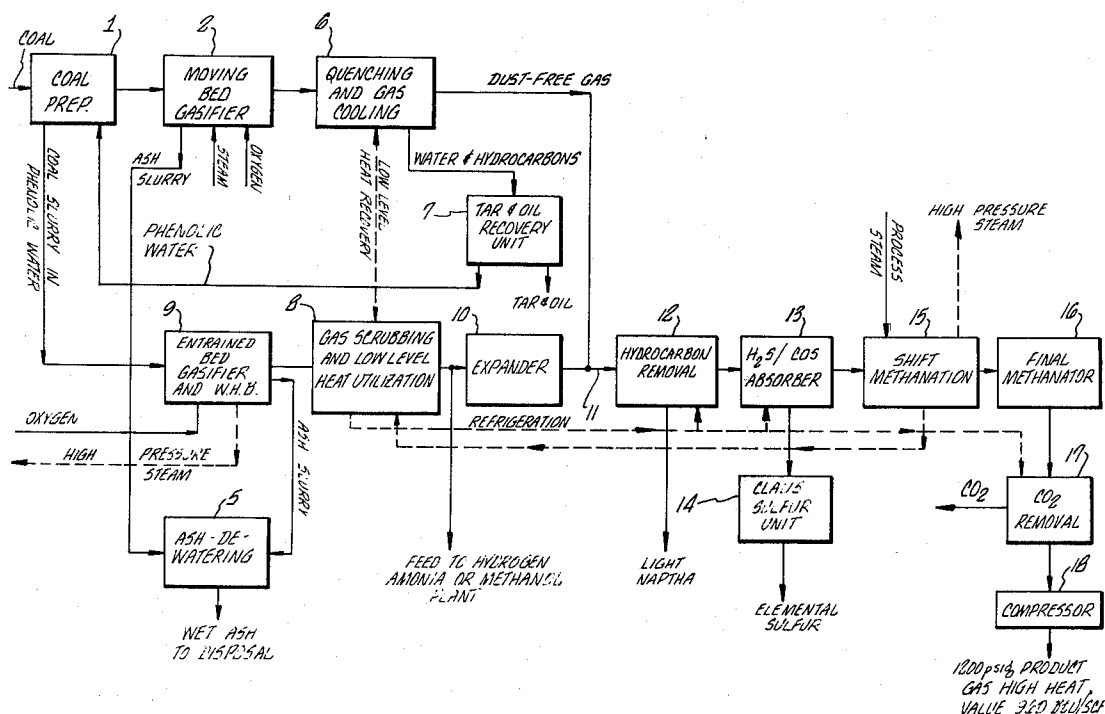 COAL
1
COAL
PREP.
2
MOVING
BED
GASIFIER
6
QUENCHING
AND GAS
COOLING
DUST-FREE GAS
ASH
SLURRY
STEAM
OXYGEN
COAL SLURRY IN
PHENOLIC WATER
LOW LEVEL
HEAT RECOVERY
WATER & HYDROCARBONS
7
TAR & OIL
RECOVERY
UNIT
PHENOLIC
WATER
TAR & OIL
PROCESS
STEAM
HIGH PRESSURE
STEAM
9
ENTRAINED
BED
GASIFIER
AND W.H.B.
8
GAS SCRUBBING
AND LOW LEVEL
HEAT UTILIZATION
10
EXPANDER
11
12
HYDROCARBON
REMOVAL
13
H2S/COS
ABSORBER
15
SHIFT
METHANATION
16
FINAL
METHANATOR
OXYGEN
HIGH PRESSURE
STEAM
ASH SLURRY
REFRIGERATION
5
ASH-DE-
WATERING
WET ASH
TO DISPOSAL
FEED TO HYDROGEN
AMONIA OR METHANOL
PLANT
LIGHT
NAPTHA
14
CLAUS
SULFUR
UNIT
ELEMENTAL
SULFUR
CO2
17
CO2
REMOVAL
18
COMPRESSOR
1200 psig PRODUCT
GAS HIGH HEAT,
VALUE BTU/SCF